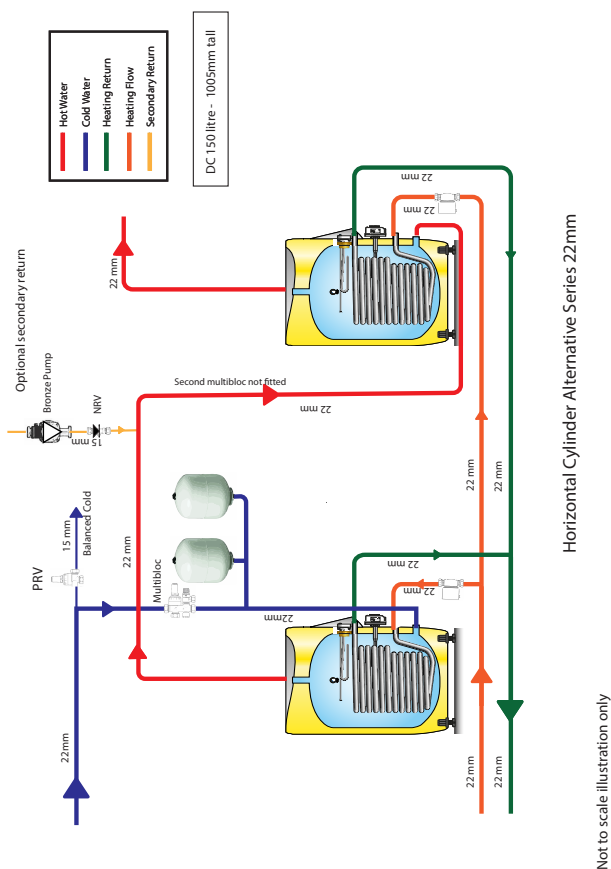 Hot Water
Cold Water
Heating Return
Heating Flow
Secondary Return
DC 150 litre - 1005mm tall
Optional secondary return
Bronze Pump
15 mm
NRV
22 mm
22 mm
22 mm
Second multibloc not fitted
22 mm
15 mm
Balanced Cold
PRV
22 mm
Multibloc
22mm
22mm
22 mm
22 mm
22 mm
22 mm
22mm
22mm
Horizontal Cylinder Alternative Series 22mm
Not to scale illustration only